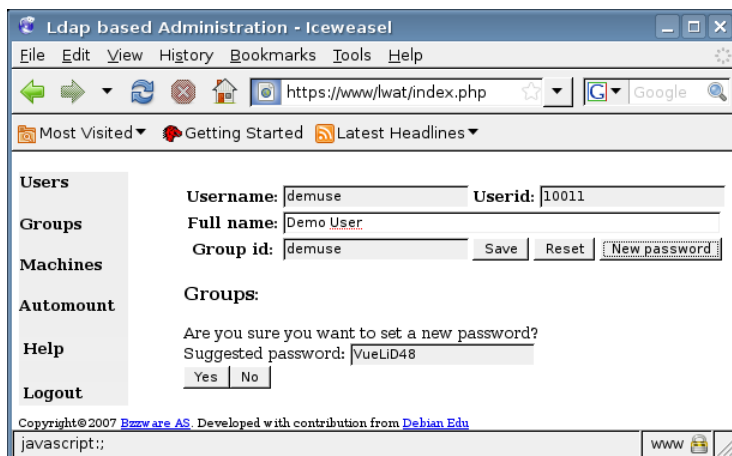 Ldap based Administration - Iceweasel
File Edit View History Bookmarks Tools Help
https://www/lwat/index.php G Google
Most Visited Getting Started Latest Headlines
Users
Groups
Machines
Automount
Help
Logout
Username: demuse Userid: 10011
Full name: Demo User
Group id: demuse Save Reset New password
Groups:
Are you sure you want to set a new password?
Suggested password: VueLiD48
Yes No
Copyright©2007 Bzzware AS. Developed with contribution from Debian Edu
javascript:; www